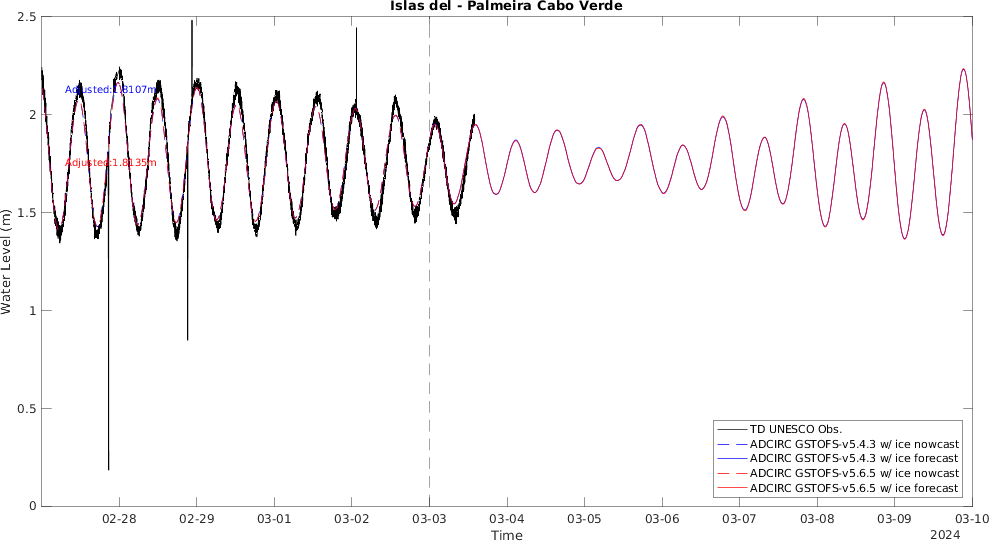 Islas del - Palmeira Cabo Verde
2.5
2
1.5
1
0.5
0
Water Level (m)
Adjusted:1.8107m
Adjusted:1.8135m
TD UNESCO Obs.
ADCIRC GSTOFS-v5.4.3 w/ ice nowcast
ADCIRC GSTOFS-v5.4.3 w/ ice forecast
ADCIRC GSTOFS-v5.6.5 w/ ice nowcast
ADCIRC GSTOFS-v5.6.5 w/ ice forecast
02-28 02-29 03-01 03-02 03-03 03-04 03-05 03-06 03-07 03-08 03-09 03-10
Time
2024